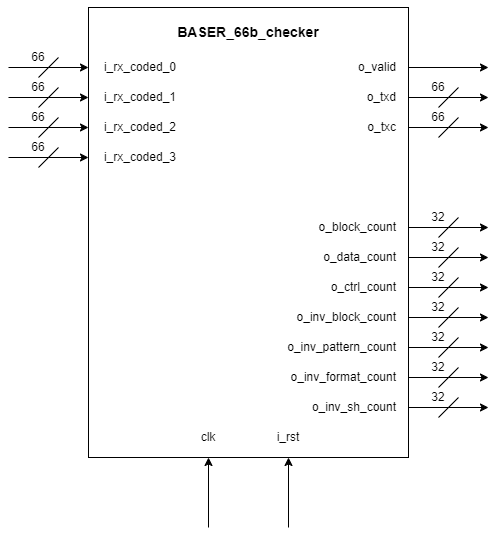 BASER_66b_checker
66 i_rx_coded_0 o_valid
66 i_rx_coded_1 o_txd 66
66 i_rx_coded_2 o_txc 66
66 i_rx_coded_3
o_block_count 32
o_data_count 32
o_ctrl_count 32
o_inv_block_count 32
o_inv_pattern_count 32
o_inv_format_count 32
o_inv_sh_count 32
clk i_rst